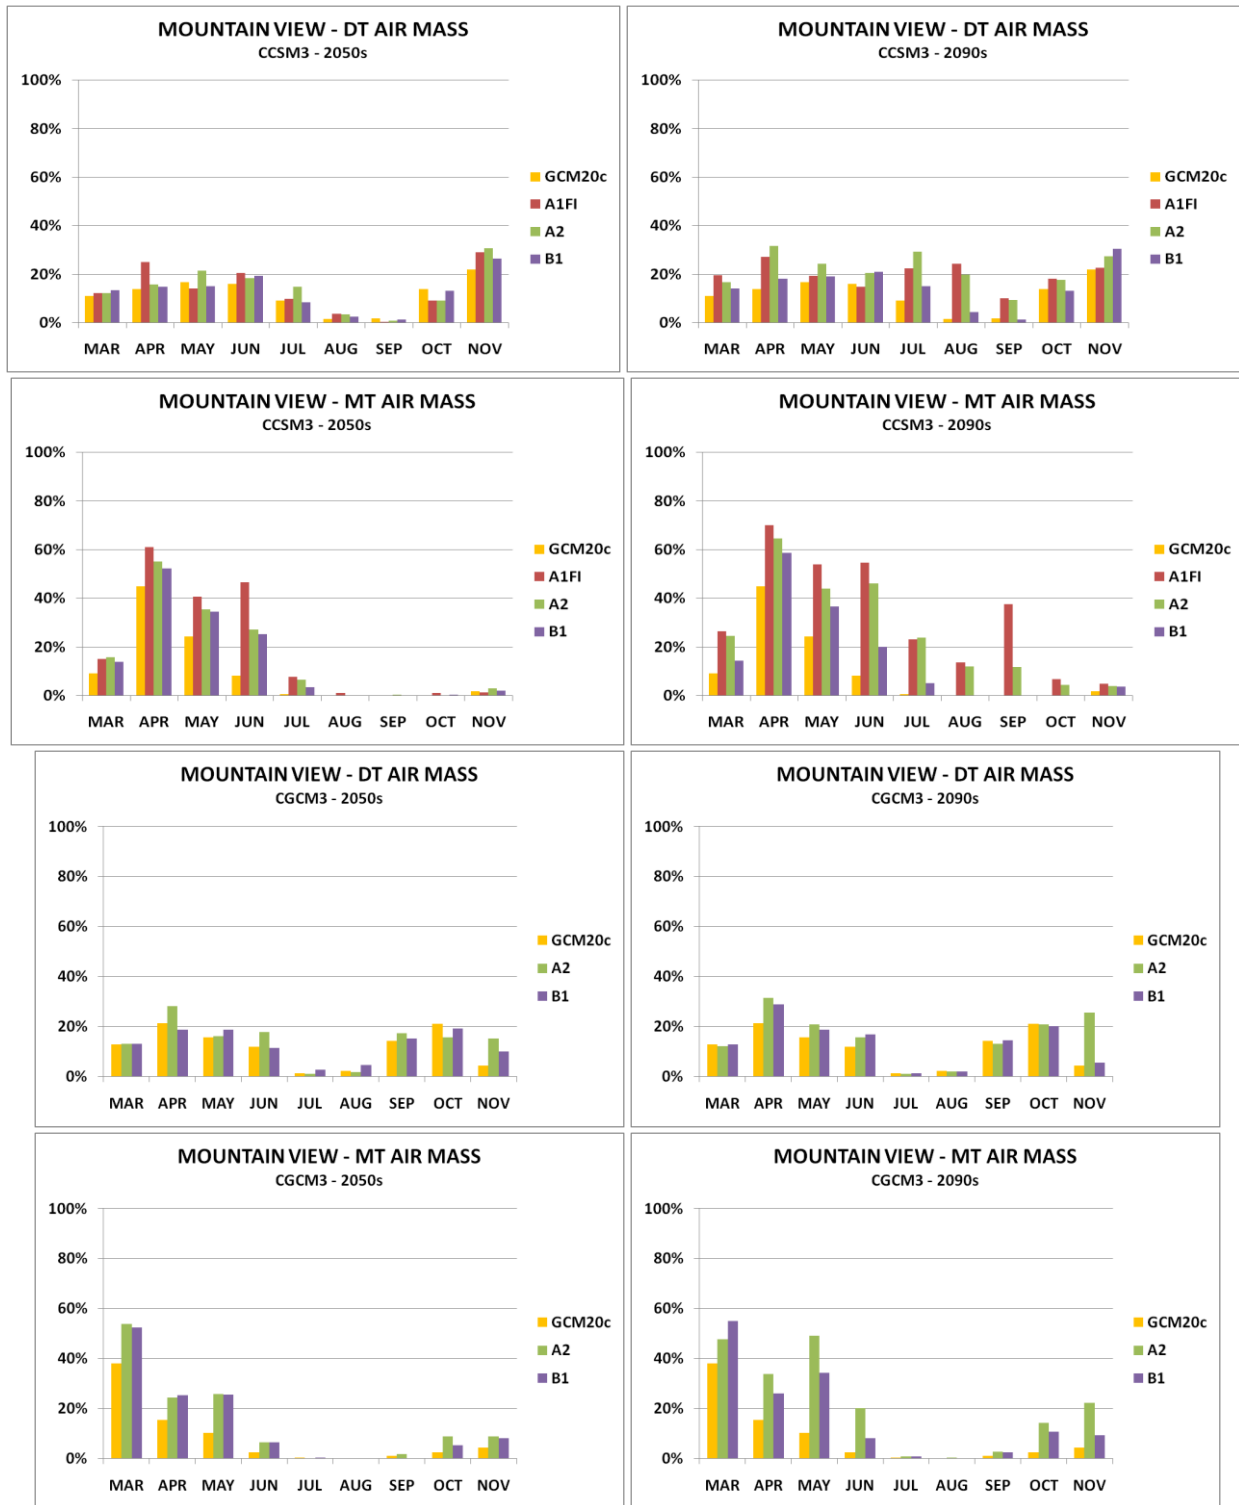 MOUNTAIN VIEW - DT AIR MASS
CCSM3 - 2050s
100%
80%
60%
40%
20%
0%
MAR APR MAY JUN JUL AUG SEP OCT NOV
GCM20c
A1FI
A2
B1
MOUNTAIN VIEW - DT AIR MASS
CCSM3 - 2090s
100%
80%
60%
40%
20%
0%
MAR APR MAY JUN JUL AUG SEP OCT NOV
GCM20c
A1FI
A2
B1
MOUNTAIN VIEW - MT AIR MASS
CCSM3 - 2050s
100%
80%
60%
40%
20%
0%
MAR APR MAY JUN JUL AUG SEP OCT NOV
GCM20c
A1FI
A2
B1
MOUNTAIN VIEW - MT AIR MASS
CCSM3 - 2090s
100%
80%
60%
40%
20%
0%
MAR APR MAY JUN JUL AUG SEP OCT NOV
GCM20c
A1FI
A2
B1
MOUNTAIN VIEW - DT AIR MASS
CGCM3 - 2050s
100%
80%
60%
40%
20%
0%
MAR APR MAY JUN JUL AUG SEP OCT NOV
GCM20c
A2
B1
MOUNTAIN VIEW - DT AIR MASS
CGCM3 - 2090s
100%
80%
60%
40%
20%
0%
MAR APR MAY JUN JUL AUG SEP OCT NOV
GCM20c
A2
B1
MOUNTAIN VIEW - MT AIR MASS
CGCM3 - 2050s
100%
80%
60%
40%
20%
0%
MAR APR MAY JUN JUL AUG SEP OCT NOV
GCM20c
A2
B1
MOUNTAIN VIEW - MT AIR MASS
CGCM3 - 2090s
100%
80%
60%
40%
20%
0%
MAR APR MAY JUN JUL AUG SEP OCT NOV
GCM20c
A2
B1